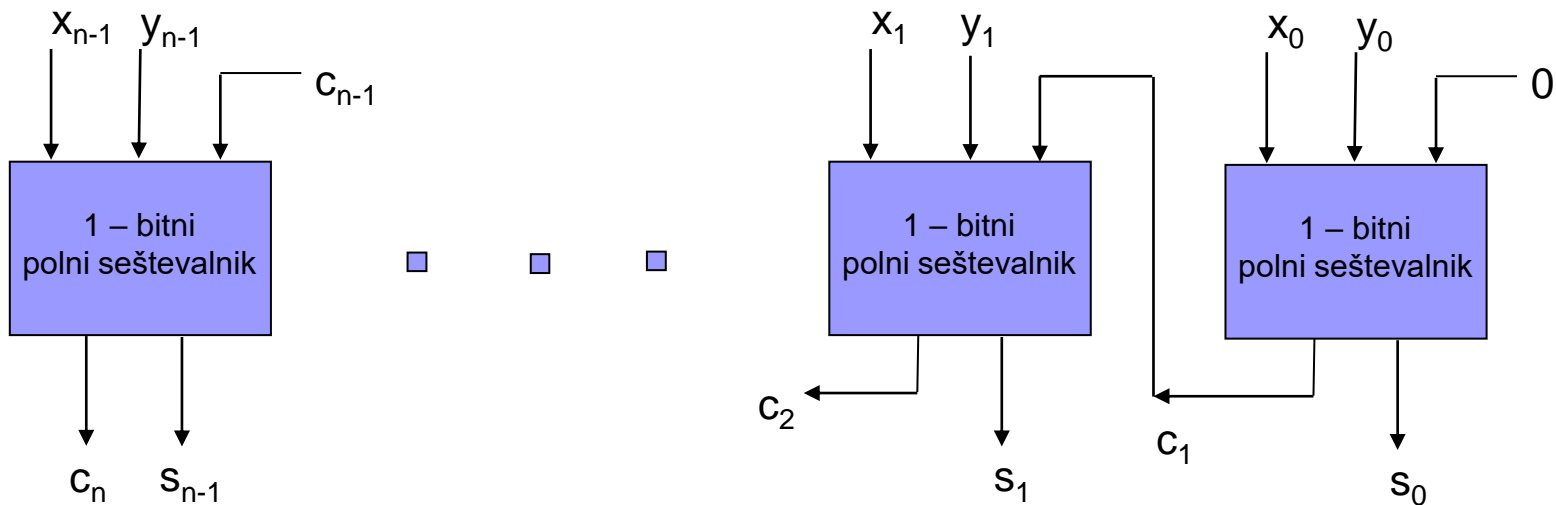 xₙ₋₁ yₙ₋₁ x₁ y₁ x₀ y₀
cₙ₋₁ 0
1 – bitni
polni seštevalnik
1 – bitni
polni seštevalnik
1 – bitni
polni seštevalnik
c₂ c₁
cₙ sₙ₋₁ s₁ s₀